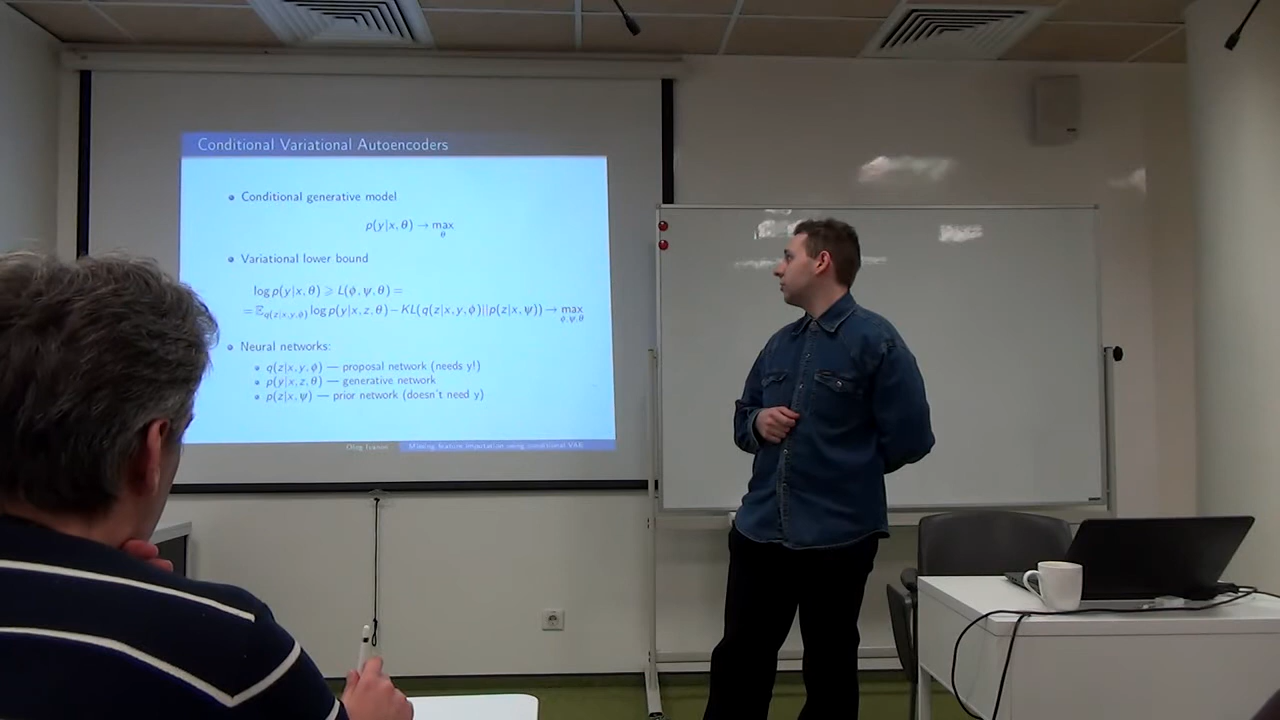 Conditional Variational Autoencoders
Conditional generative model
p(y|x, θ) → max
θ
Variational lower bound
log p(y|x, θ) ⩾ L(ϕ, ψ, θ) =
= 𝔼q(z|x,y,ϕ) log p(y|x, z, θ) − KL(q(z|x, y, ϕ)||p(z|x, ψ)) → max
ϕ,ψ,θ
Neural networks:
q(z|x, y, ϕ) — proposal network (needs y!)
p(y|x, z, θ) — generative network
p(z|x, ψ) — prior network (doesn't need y)
Oleg Ivanov Missing feature imputation using conditional VAE